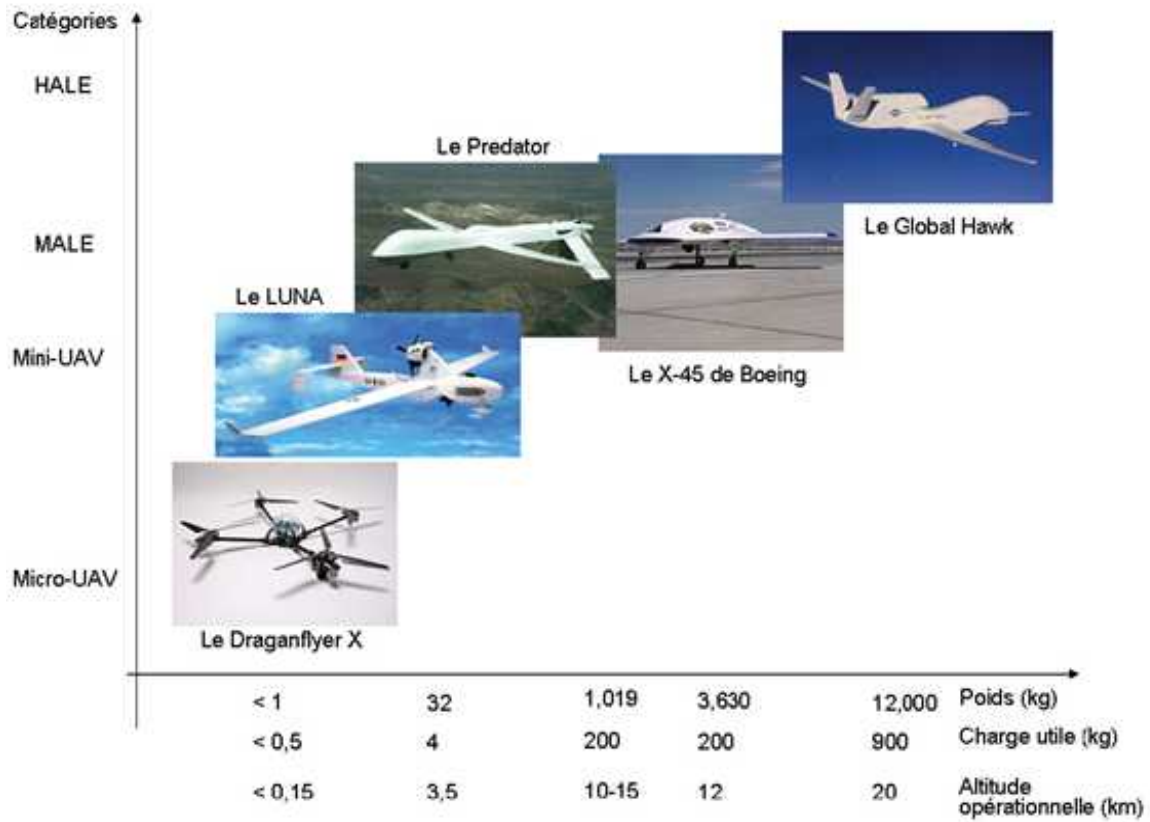 Catégories
HALE
Le Predator
Le Global Hawk
MALE
Le LUNA
Mini-UAV
Le X-45 de Boeing
Micro-UAV
Le Draganflyer X
< 1 32 1,019 3,630 12,000 Poids (kg)
< 0,5 4 200 200 900 Charge utile (kg)
< 0,15 3,5 10-15 12 20 Altitude
opérationnelle (km)